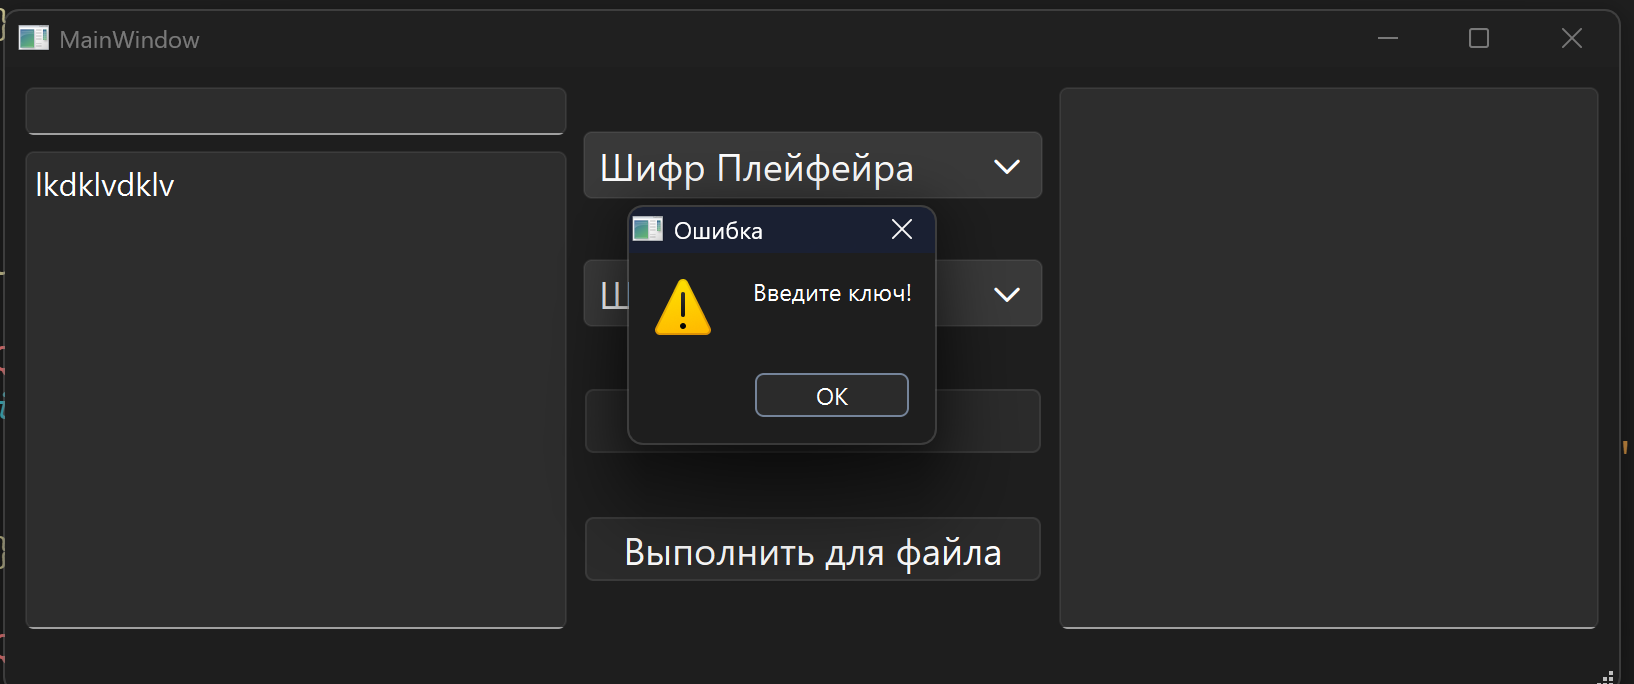 MainWindow
lkdklvdklv
Шифр Плейфейра
Ошибка
Введите ключ!
OK
Выполнить для файла